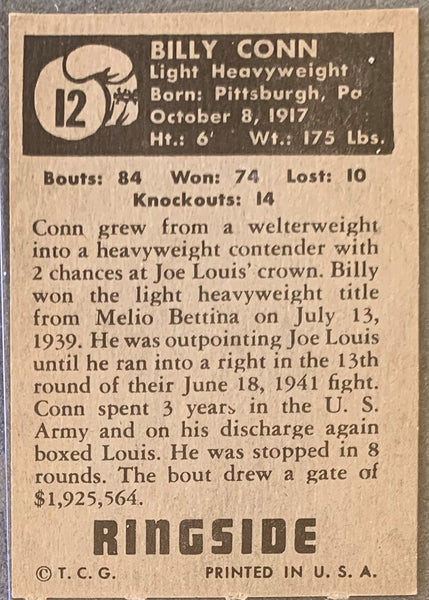 12
BILLY CONN
Light Heavyweight
Born: Pittsburgh, Pa
October 8, 1917
Ht.: 6' Wt.: 175 Lbs.
Bouts: 84 Won: 74 Lost: 10
Knockouts: 14
Conn grew from a welterweight
into a heavyweight contender with
2 chances at Joe Louis' crown. Billy
won the light heavyweight title
from Melio Bettina on July 13,
1939. He was outpointing Joe Louis
until he ran into a right in the 13th
round of their June 18, 1941 fight.
Conn spent 3 years in the U. S.
Army and on his discharge again
boxed Louis. He was stopped in 8
rounds. The bout drew a gate of
$1,925,564.
RINGSIDE
© T. C. G. PRINTED IN U. S. A.